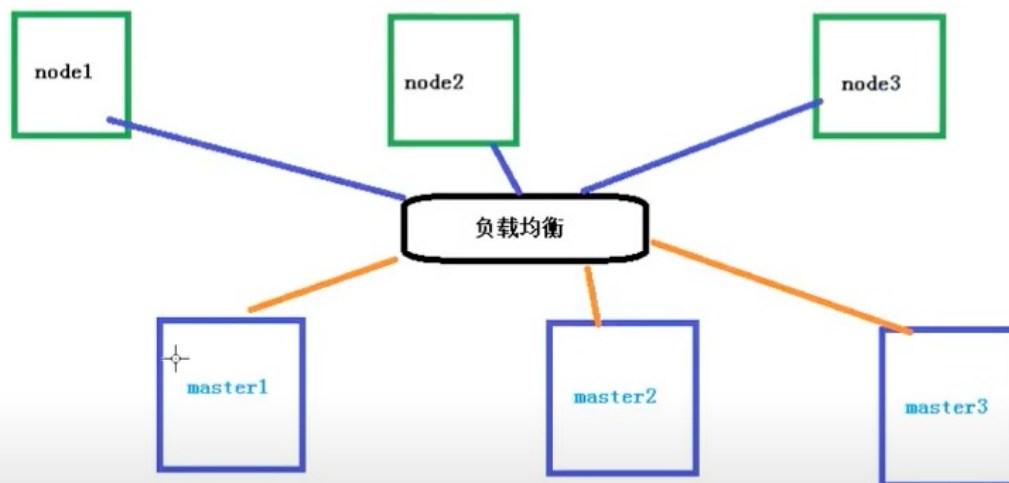 node1
node2
node3
负载均衡
master1
master2
master3